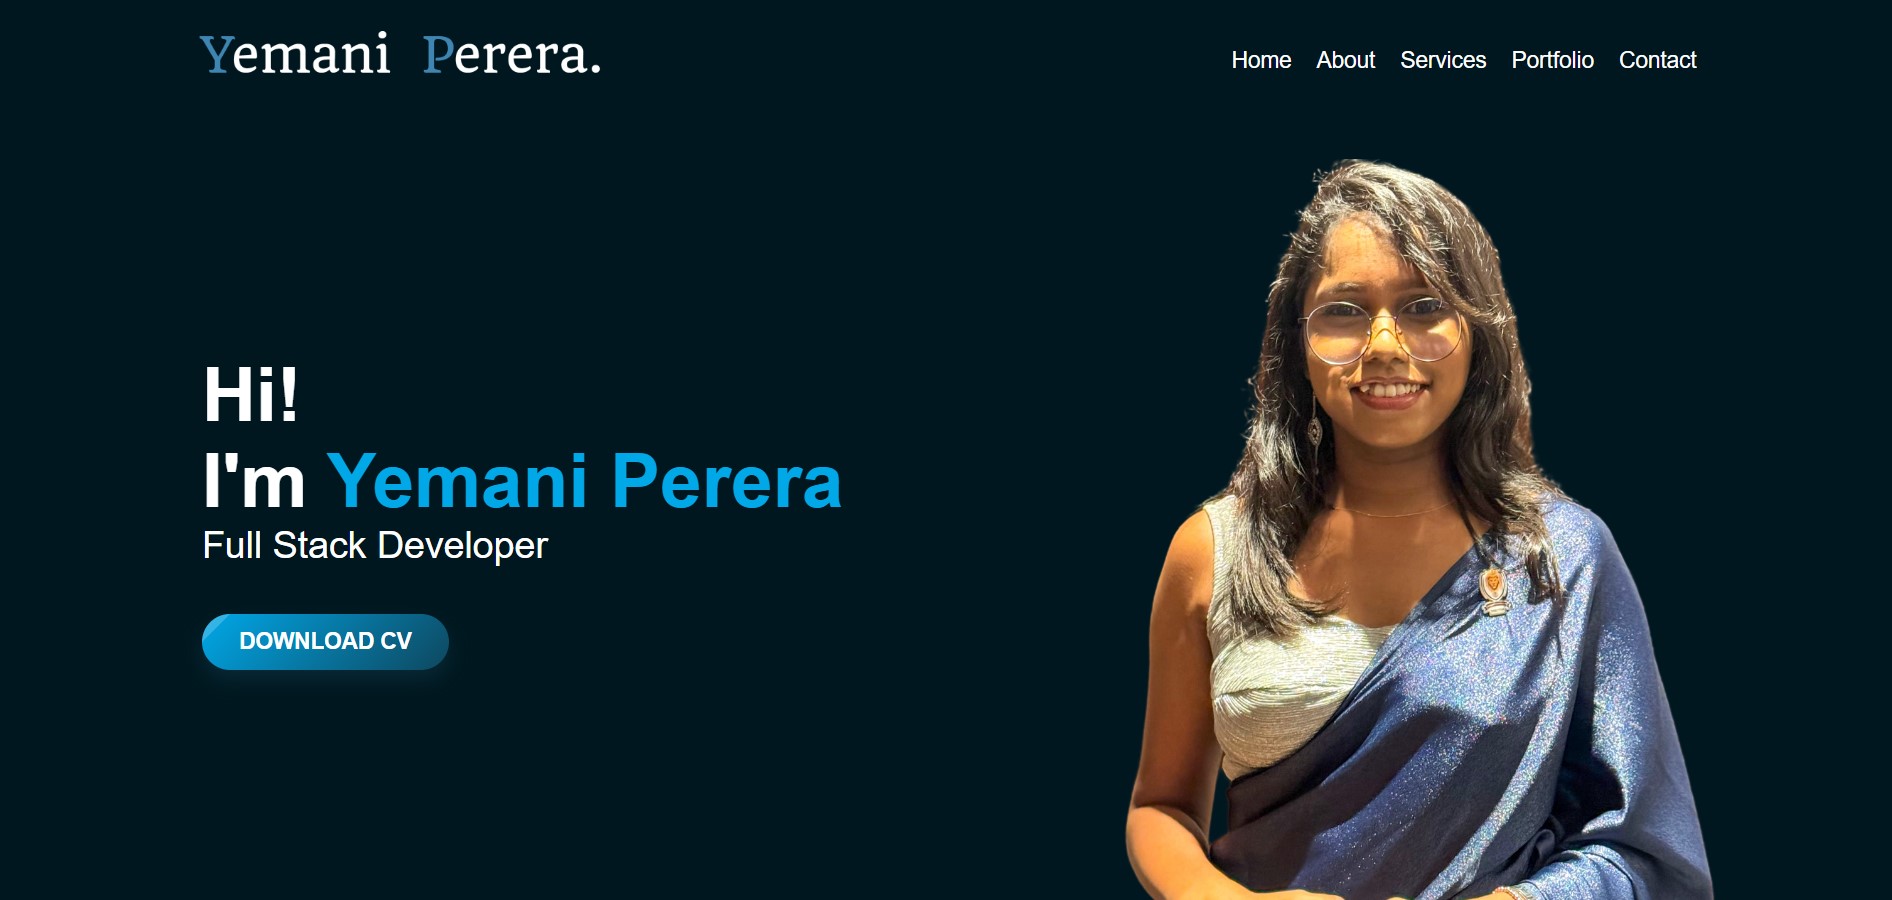 Yemani Perera.
Home About Services Portfolio Contact
Hi!
I'm Yemani Perera
Full Stack Developer
DOWNLOAD CV